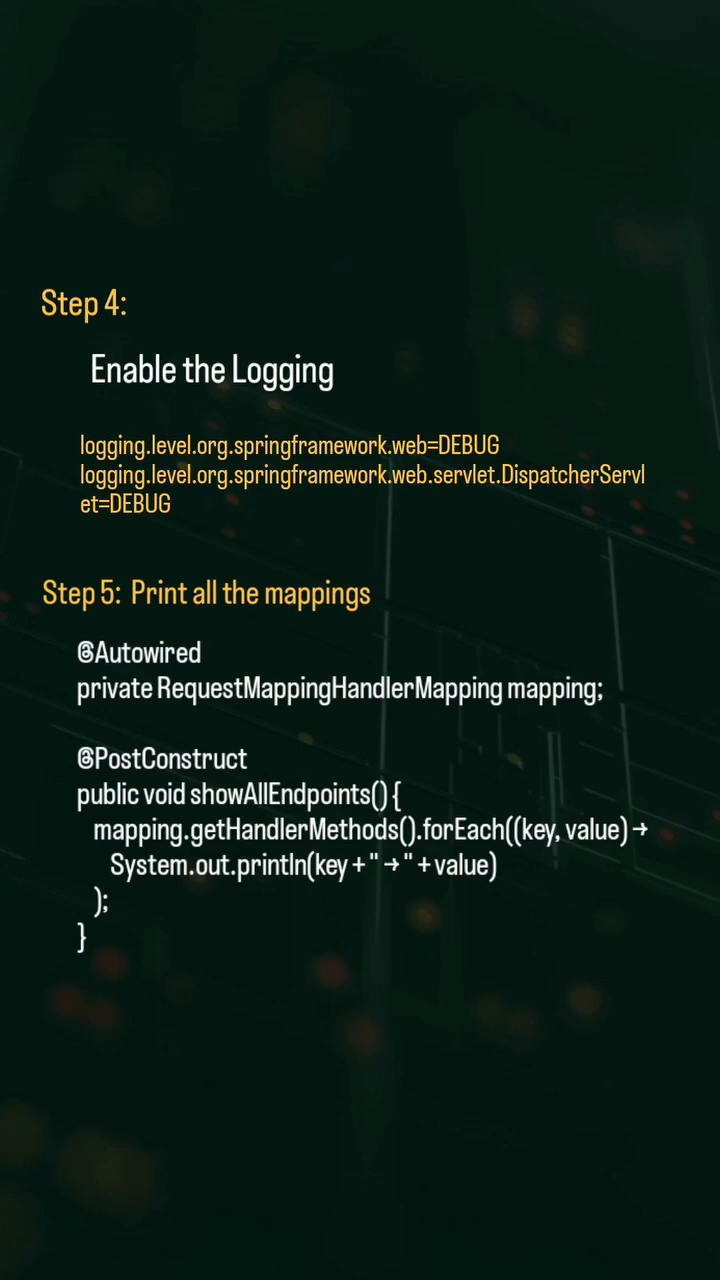 Step 4:
Enable the Logging
logging.level.org.springframework.web=DEBUG
logging.level.org.springframework.web.servlet.DispatcherServl
et=DEBUG
Step 5: Print all the mappings
@Autowired
private RequestMappingHandlerMapping mapping;
@PostConstruct
public void showAllEndpoints() {
mapping.getHandlerMethods().forEach((key, value) →
System.out.println(key + " → " + value)
);
}